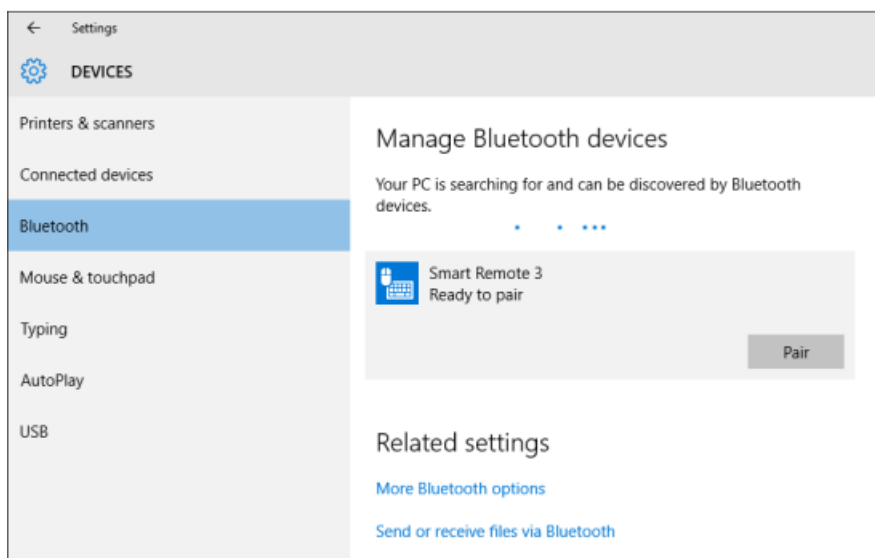 Settings
DEVICES
Printers & scanners
Connected devices
Bluetooth
Mouse & touchpad
Typing
AutoPlay
USB
Manage Bluetooth devices
Your PC is searching for and can be discovered by Bluetooth
devices.
Smart Remote 3
Ready to pair
Pair
Related settings
More Bluetooth options
Send or receive files via Bluetooth